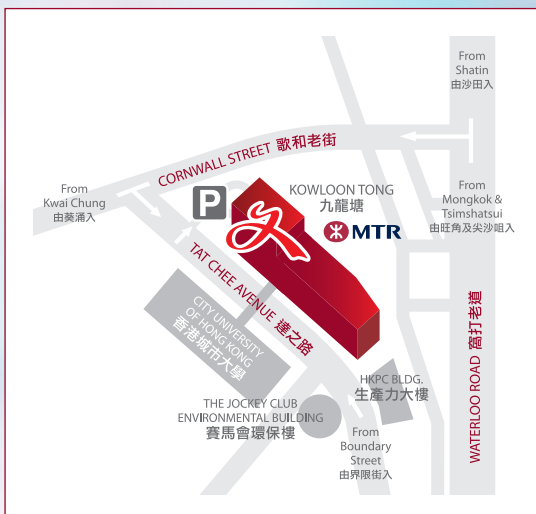 From
Shatin
由沙田入
CORNWALL STREET 歌和老街
From
Kwai Chung
由葵涌入
P
KOWLOON TONG
九龍塘
MTR
From
Mongkok &
Tsimshatsui
由旺角及尖沙咀入
TAT CHEE AVENUE 達之路
CITY UNIVERSITY
OF HONG KONG
香港城市大學
WATERLOO ROAD 窩打老道
HKPC BLDG.
生產力大樓
THE JOCKEY CLUB
ENVIRONMENTAL BUILDING
賽馬會環保樓
From
Boundary
Street
由界限街入